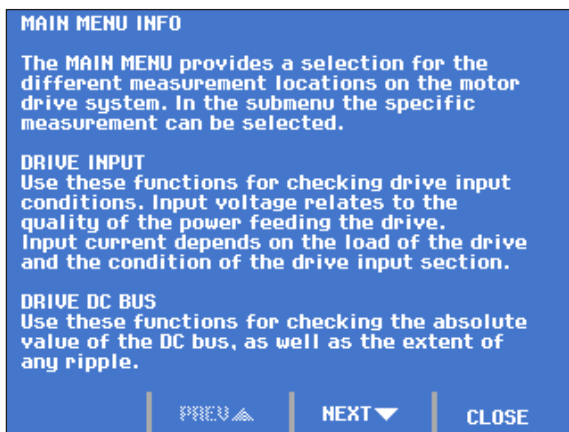 MAIN MENU INFO
The MAIN MENU provides a selection for the
different measurement locations on the motor
drive system. In the submenu the specific
measurement can be selected.
DRIVE INPUT
Use these functions for checking drive input
conditions. Input voltage relates to the
quality of the power feeding the drive.
Input current depends on the load of the drive
and the condition of the drive input section.
DRIVE DC BUS
Use these functions for checking the absolute
value of the DC bus, as well as the extent of
any ripple.
PREV▲ NEXT▼ CLOSE